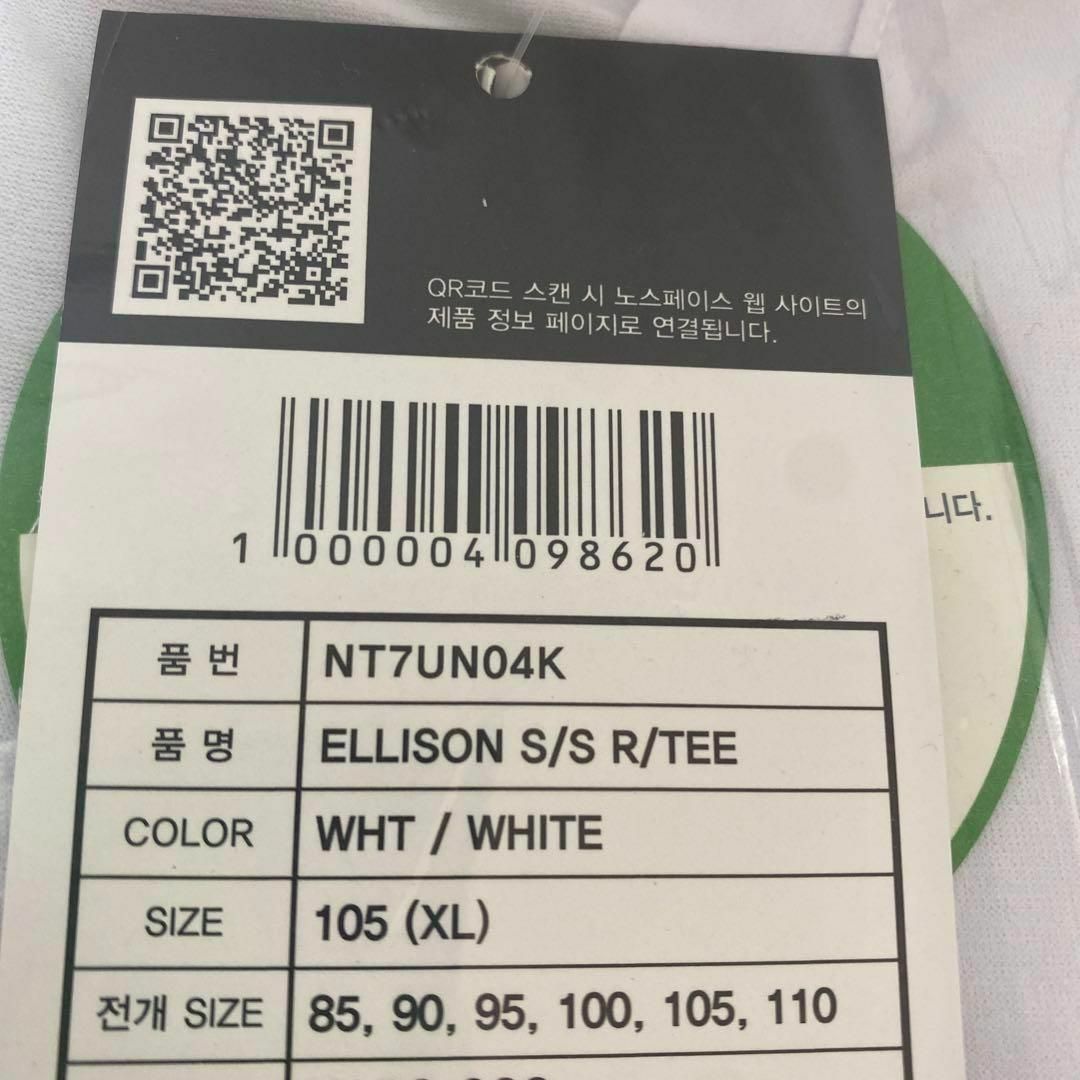 QR코드 스캔 시 노스페이스 웹 사이트의
제품 정보 페이지로 연결됩니다.
1 000004 098620
니다.
품 번 NT7UN04K
품 명 ELLISON S/S R/TEE
COLOR WHT / WHITE
SIZE 105 (XL)
전개 SIZE 85, 90, 95, 100, 105, 110